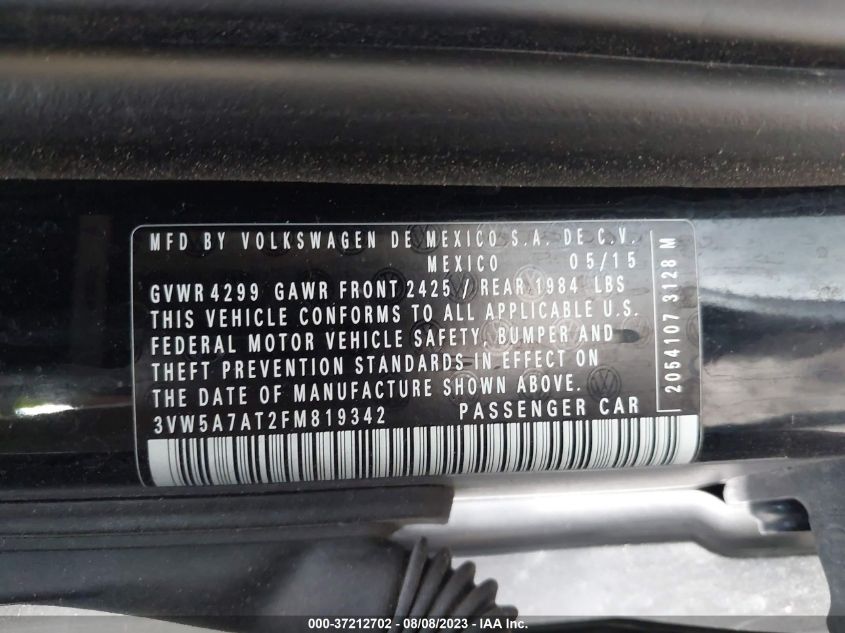 MFD BY VOLKSWAGEN DE MEXICO S.A. DE C.V.
MEXICO 05/15
GVWR 4299 GAWR FRONT 2425 / REAR 1984 LBS
THIS VEHICLE CONFORMS TO ALL APPLICABLE U.S.
FEDERAL MOTOR VEHICLE SAFETY, BUMPER AND
THEFT PREVENTION STANDARDS IN EFFECT ON
THE DATE OF MANUFACTURE SHOWN ABOVE.
3VW5A7AT2FM819342 PASSENGER CAR
2054107 3128 M
000-37212702 - 08/08/2023 - IAA Inc.